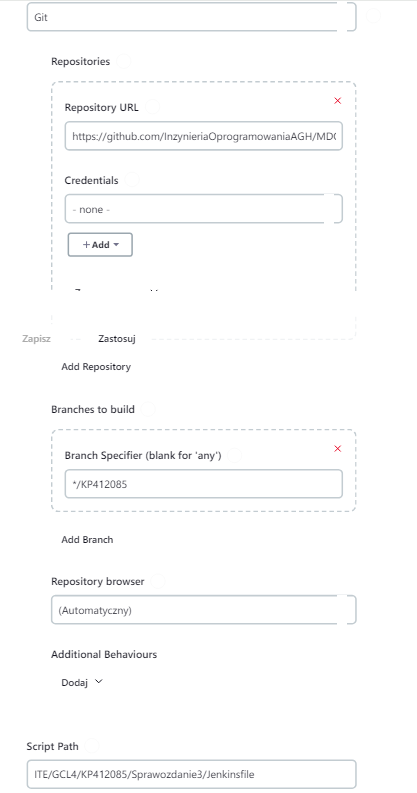 Git
Repositories
Repository URL
https://github.com/InzynieriaOprogramowaniaAGH/MDO
Credentials
- none -
+ Add
Zapisz
Zastosuj
Add Repository
Branches to build
Branch Specifier (blank for 'any')
*/KP412085
Add Branch
Repository browser
(Automatyczny)
Additional Behaviours
Dodaj
Script Path
ITE/GCL4/KP412085/Sprawozdanie3/Jenkinsfile